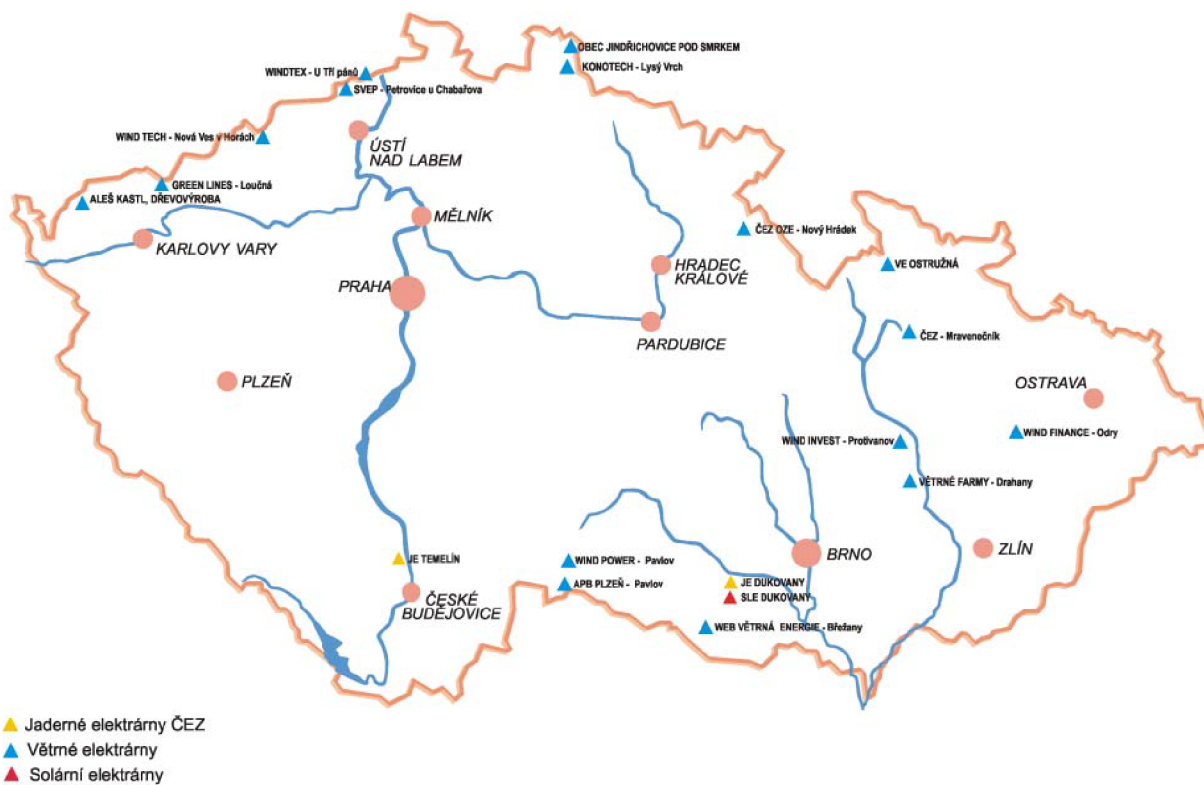 OBEC JINDŘICHOVICE POD SMRKEM
KONOTECH - Lysý Vrch
WINDTEX - U Tří pánů
SVEP - Petrovice u Chabařova
WIND TECH - Nová Ves v Horách
ÚSTÍ
NAD LABEM
GREEN LINES - Loučná
ALEŠ KASTL, DŘEVOVÝROBA
MĚLNÍK
KARLOVY VARY
ČEZ OZE - Nový Hrádek
HRADEC
KRÁLOVÉ
VE OSTRUŽNÁ
PRAHA
PARDUBICE
ČEZ - Mravenečník
PLZEŇ
OSTRAVA
WIND FINANCE - Odry
WIND INVEST - Protivanov
VĚTRNÉ FARMY - Drahany
ZLÍN
BRNO
JE TEMELÍN
WIND POWER - Pavlov
APB PLZEŇ - Pavlov
JE DUKOVANY
SLE DUKOVANY
ČESKÉ
BUDĚJOVICE
WEB VĚTRNÁ ENERGIE - Břežany
Jaderné elektrárny ČEZ
Větrné elektrárny
Solární elektrárny